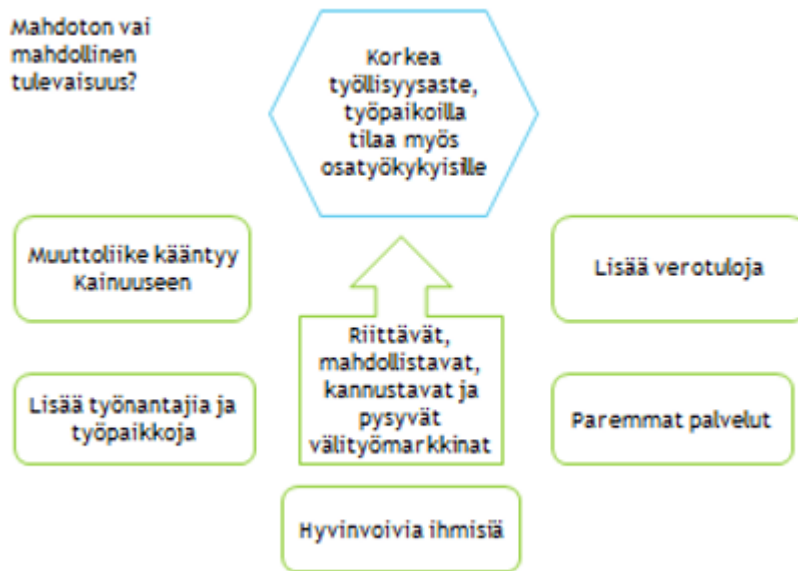 Mahdoton vai
mahdollinen
tulevaisuus?
Korkea
työllisyysaste,
työpaikoilla
tilaa myös
osatyökykyisille
Muuttoliike kääntyy
Kainuuseen
Lisää verotuloja
Riittävät,
mahdollistavat,
kannustavat ja
pysyvät
välityömarkkinat
Lisää työnantajia ja
työpaikkoja
Paremmat palvelut
Hyvinvoivia ihmisiä